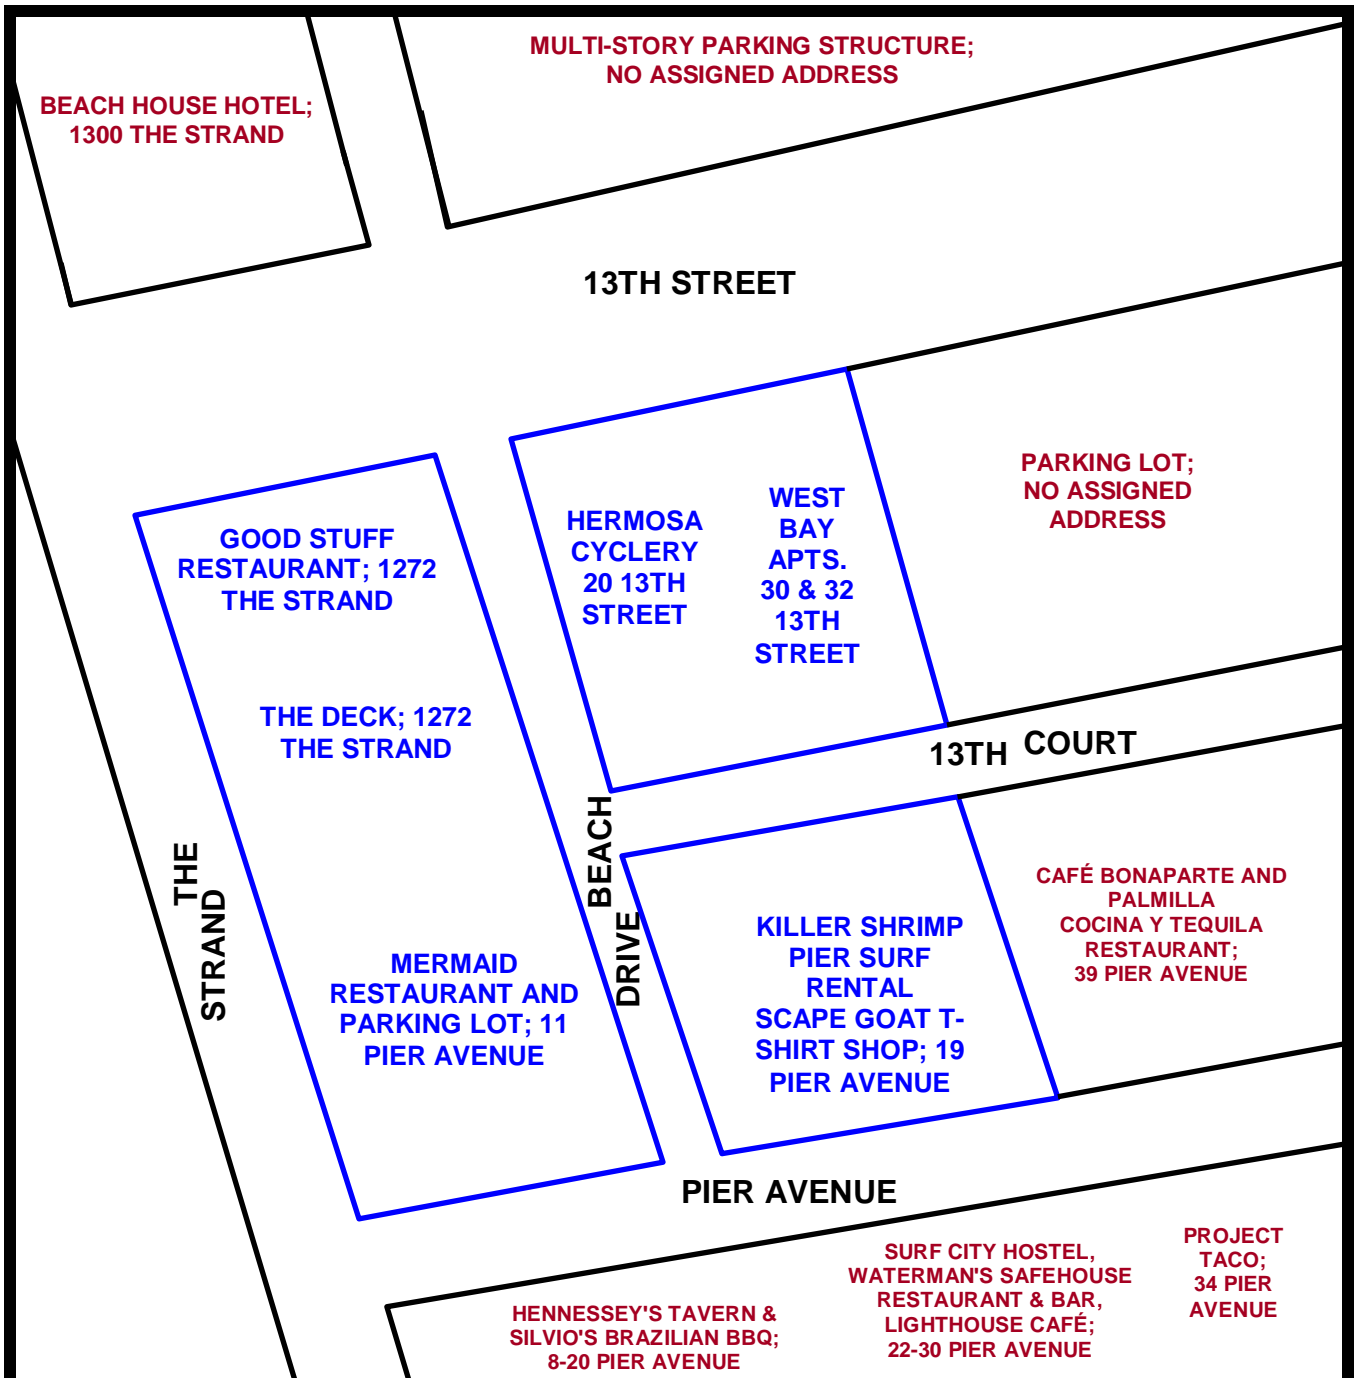 MULTI-STORY PARKING STRUCTURE;
NO ASSIGNED ADDRESS
BEACH HOUSE HOTEL;
1300 THE STRAND
13TH STREET
PARKING LOT;
NO ASSIGNED
ADDRESS
GOOD STUFF
RESTAURANT; 1272
THE STRAND
HERMOSA
CYCLERY
20 13TH
STREET
WEST
BAY
APTS.
30 & 32
13TH
STREET
THE DECK; 1272
THE STRAND
13TH COURT
THE
STRAND
BEACH
DRIVE
MERMAID
RESTAURANT AND
PARKING LOT; 11
PIER AVENUE
KILLER SHRIMP
PIER SURF
RENTAL
SCAPE GOAT T-
SHIRT SHOP; 19
PIER AVENUE
CAFÉ BONAPARTE AND
PALMILLA
COCINA Y TEQUILA
RESTAURANT;
39 PIER AVENUE
PIER AVENUE
HENNESSEY'S TAVERN &
SILVIO'S BRAZILIAN BBQ;
8-20 PIER AVENUE
SURF CITY HOSTEL,
WATERMAN'S SAFEHOUSE
RESTAURANT & BAR,
LIGHTHOUSE CAFÉ;
22-30 PIER AVENUE
PROJECT
TACO;
34 PIER
AVENUE